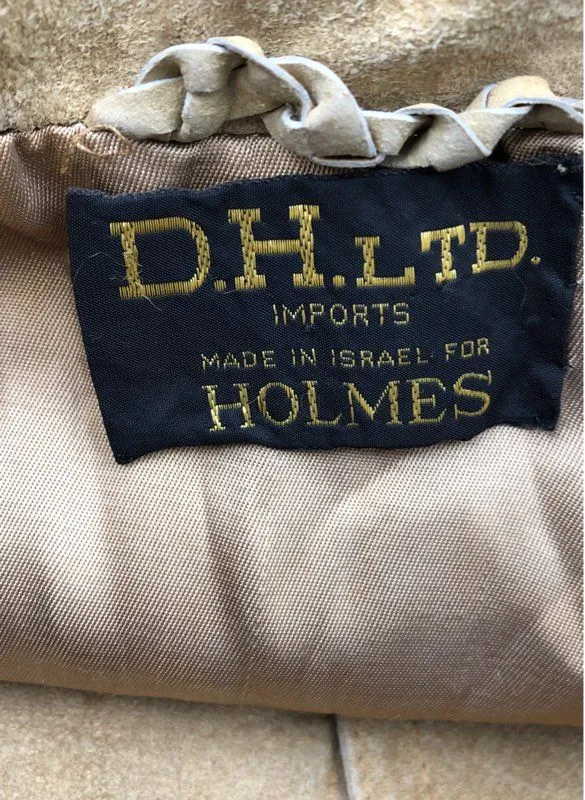 D.H.LTD.
IMPORTS
MADE IN ISRAEL FOR
HOLMES